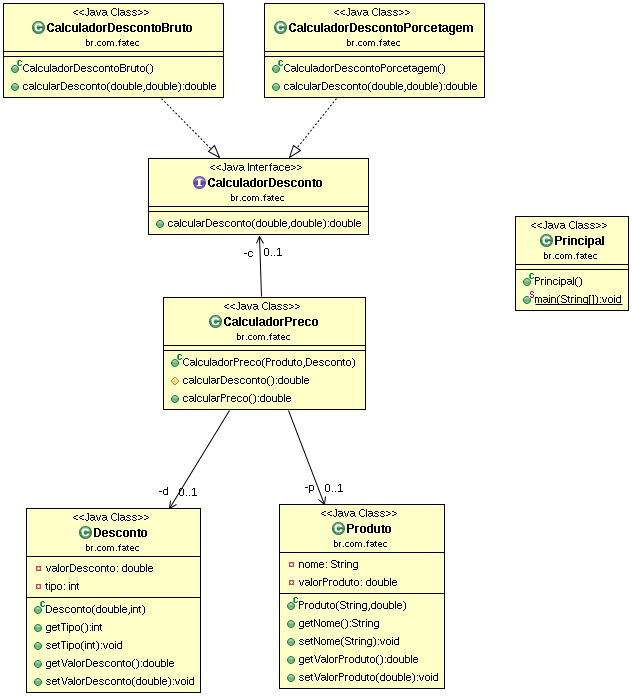 <<Java Class>>
CalculadorDescontoBruto
br.com.fatec
CalculadorDescontoBruto()
calcularDesconto(double,double):double
<<Java Class>>
CalculadorDescontoPorcetagem
br.com.fatec
CalculadorDescontoPorcetagem()
calcularDesconto(double,double):double
<<Java Interface>>
CalculadorDesconto
br.com.fatec
calcularDesconto(double,double):double
<<Java Class>>
Principal
br.com.fatec
Principal()
main(String[]):void
-c 0..1
<<Java Class>>
CalculadorPreco
br.com.fatec
CalculadorPreco(Produto,Desconto)
calcularDesconto():double
calcularPreco():double
-d 0..1
-p 0..1
<<Java Class>>
Desconto
br.com.fatec
valorDesconto: double
tipo: int
Desconto(double,int)
getTipo():int
setTipo(int):void
getValorDesconto():double
setValorDesconto(double):void
<<Java Class>>
Produto
br.com.fatec
nome: String
valorProduto: double
Produto(String,double)
getNome():String
setNome(String):void
getValorProduto():double
setValorProduto(double):void